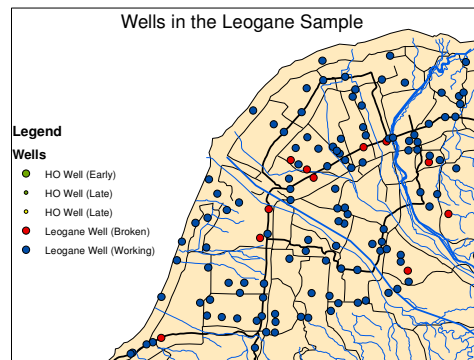 Wells in the Leogane Sample
Legend
Wells
HO Well (Early)
HO Well (Late)
HO Well (Late)
Leogane Well (Broken)
Leogane Well (Working)